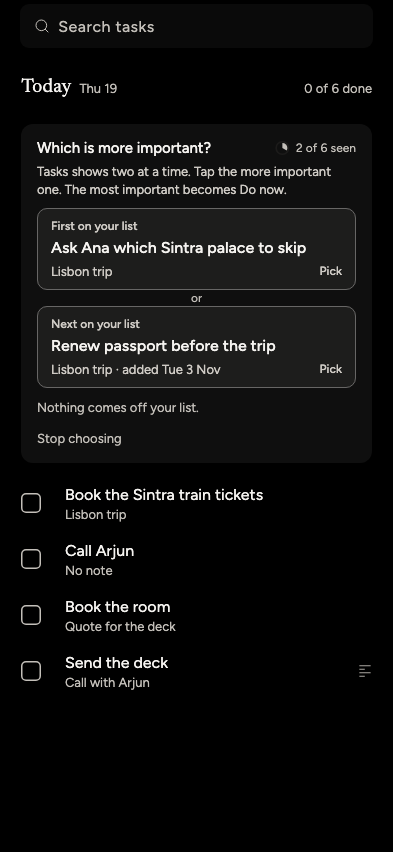 Search tasks
Today Thu 19 0 of 6 done
Which is more important? 2 of 6 seen
Tasks shows two at a time. Tap the more important
one. The most important becomes Do now.
First on your list
Ask Ana which Sintra palace to skip
Lisbon trip Pick
or
Next on your list
Renew passport before the trip
Lisbon trip · added Tue 3 Nov Pick
Nothing comes off your list.
Stop choosing
Book the Sintra train tickets
Lisbon trip
Call Arjun
No note
Book the room
Quote for the deck
Send the deck
Call with Arjun